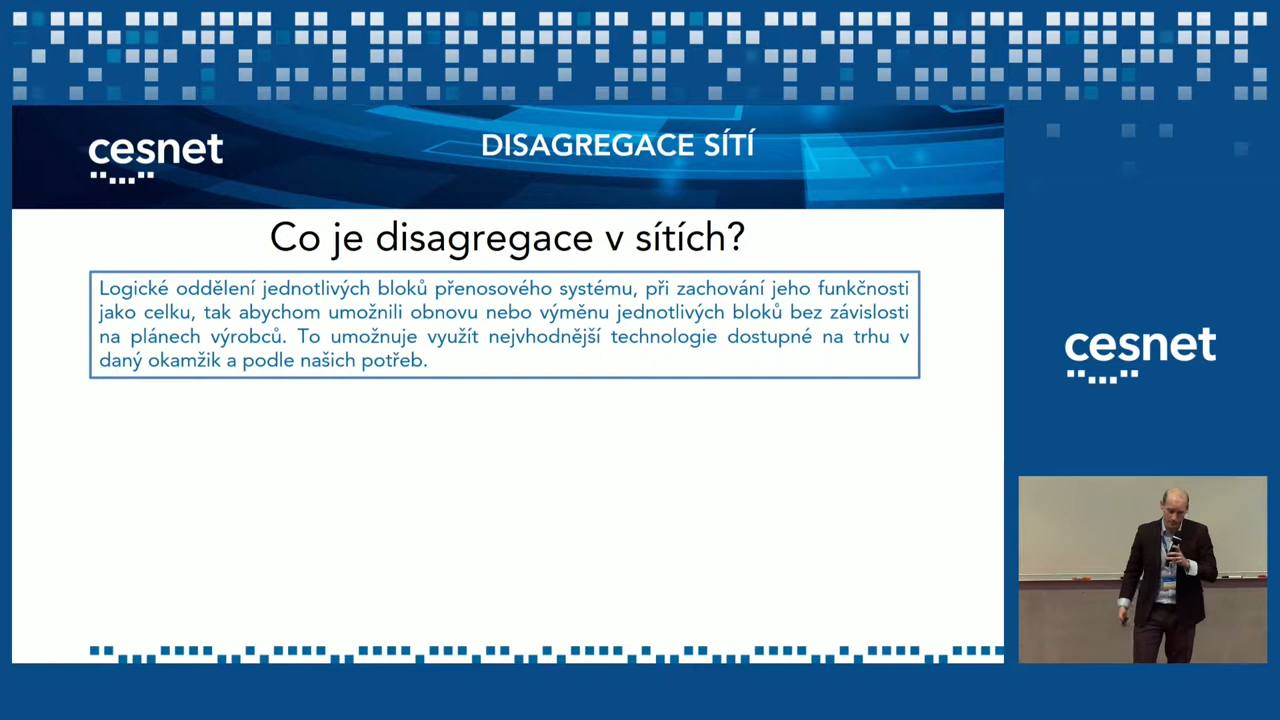 cesnet
DISAGREGACE SÍTÍ
Co je disagregace v sítích?
Logické oddělení jednotlivých bloků přenosového systému, při zachování jeho funkčnosti
jako celku, tak abychom umožnili obnovu nebo výměnu jednotlivých bloků bez závislosti
na plánech výrobců. To umožnuje využít nejvhodnější technologie dostupné na trhu v
daný okamžik a podle našich potřeb.
cesnet